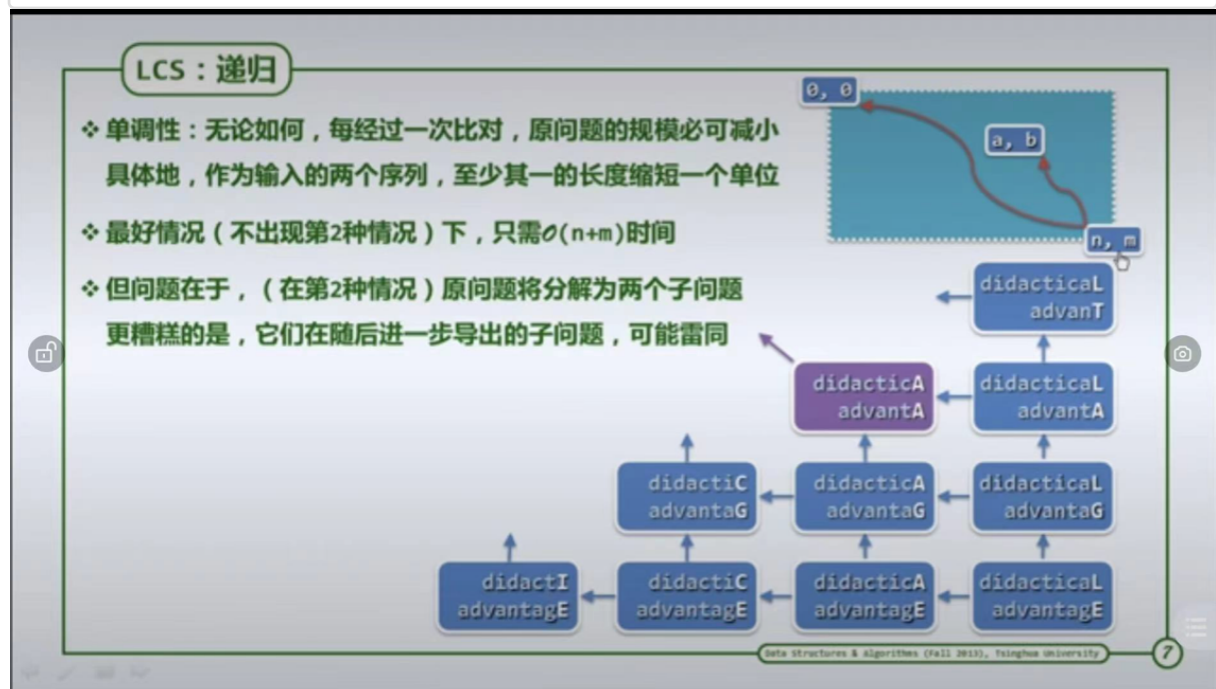 LCS：递归
❖ 单调性：无论如何，每经过一次比对，原问题的规模必可减小
具体地，作为输入的两个序列，至少其一的长度缩短一个单位
❖ 最好情况（不出现第2种情况）下，只需O(n+m)时间
❖ 但问题在于，（在第2种情况）原问题将分解为两个子问题
更糟糕的是，它们在随后进一步导出的子问题，可能雷同
0, 0
a, b
n, m
didacticaL
advanT
didacticA
advantA
didacticaL
advantA
didactiC
advantaG
didacticA
advantaG
didacticaL
advantaG
didactI
advantagE
didactiC
advantagE
didacticA
advantagE
didacticaL
advantagE
Data Structures & Algorithms (Fall 2013), Tsinghua University
7